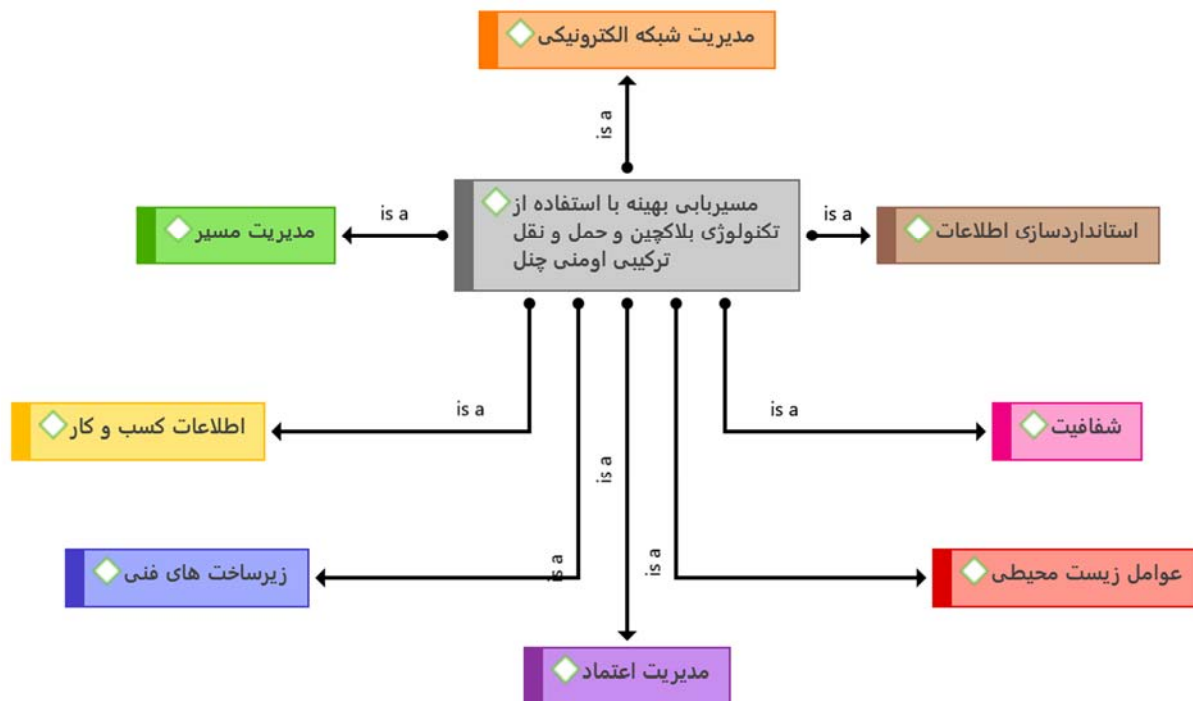 مدیریت شبکه الکترونیکی
is a
مسیربابی بهینه با استفاده از
تکنولوژی بلاکچین و حمل و نقل
ترکیبی اومنی چنل
is a
استانداردسازی اطلاعات
is a
مدیریت مسیر
is a
شفافیت
is a
اطلاعات کسب و کار
is a
عوامل زیست محیطی
is a
زیرساخت های فنی
is a
مدیریت اعتماد